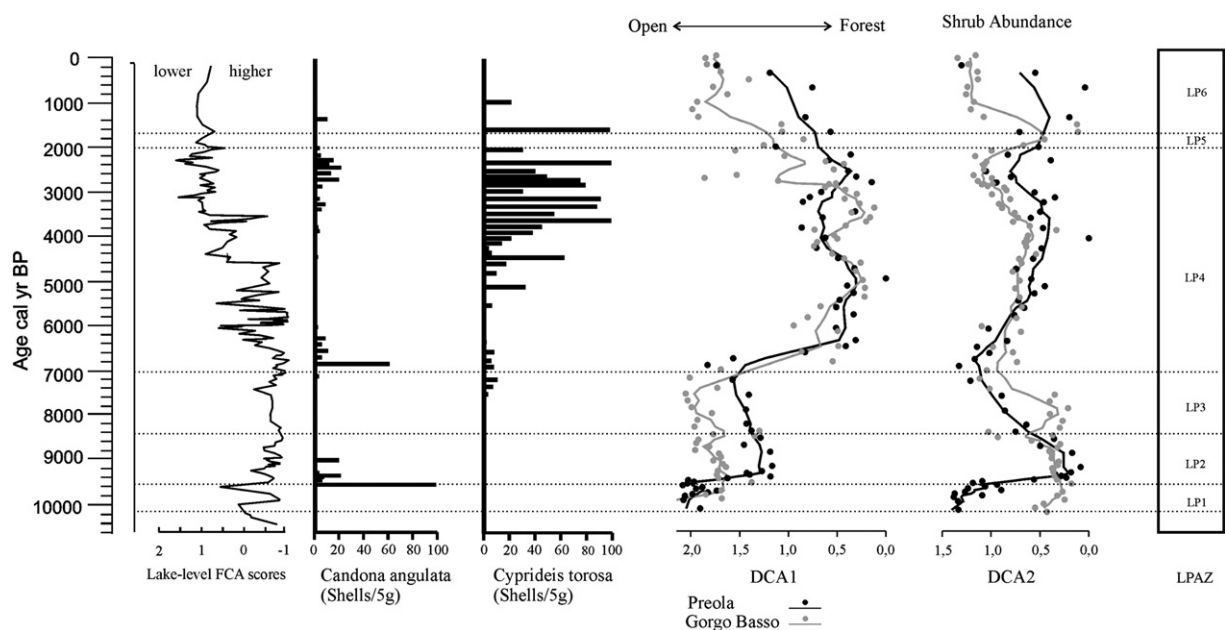 Open Forest Shrub Abundance
lower higher
Age cal yr BP
0
1000
2000
3000
4000
5000
6000
7000
8000
9000
10000
LP6
LP5
LP4
LP3
LP2
LP1
2 1 0 -1
0 20 40 60 80 100
0 20 40 60 80 100
2,0 1,5 1,0 0,5 0,0
1,5 1,0 0,5 0,0
Lake-level FCA scores
Candona angulata
(Shells/5g)
Cyprideis torosa
(Shells/5g)
DCA1
DCA2
LPAZ
Preola
Gorgo Basso